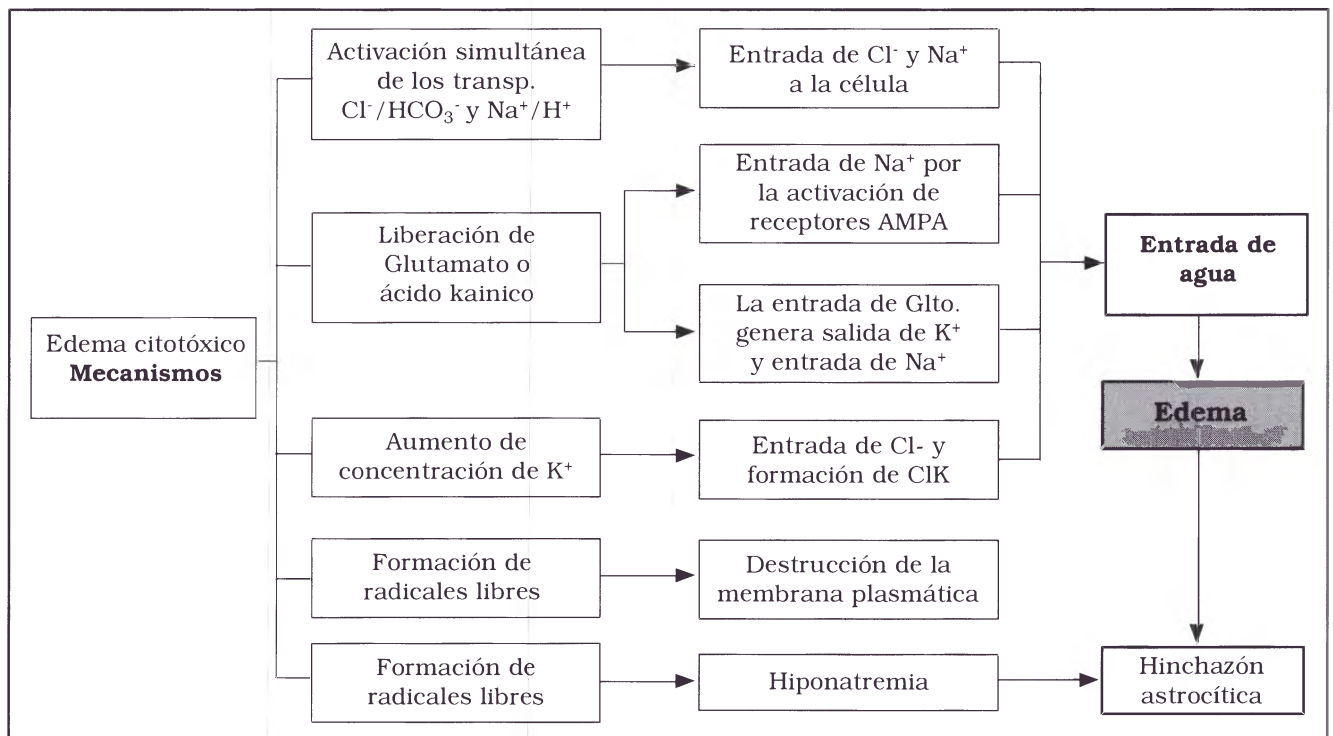 Activación simultánea
de los transp.
Cl⁻/HCO₃⁻ y Na⁺/H⁺
Entrada de Cl⁻ y Na⁺
a la célula
Entrada de Na⁺ por
la activación de
receptores AMPA
Liberación de
Glutamato o
ácido kainico
Entrada de
agua
La entrada de Glto.
genera salida de K⁺
y entrada de Na⁺
Edema citotóxico
Mecanismos
Edema
Aumento de
concentración de K⁺
Entrada de Cl- y
formación de ClK
Formación de
radicales libres
Destrucción de la
membrana plasmática
Formación de
radicales libres
Hiponatremia
Hinchazón
astrocítica